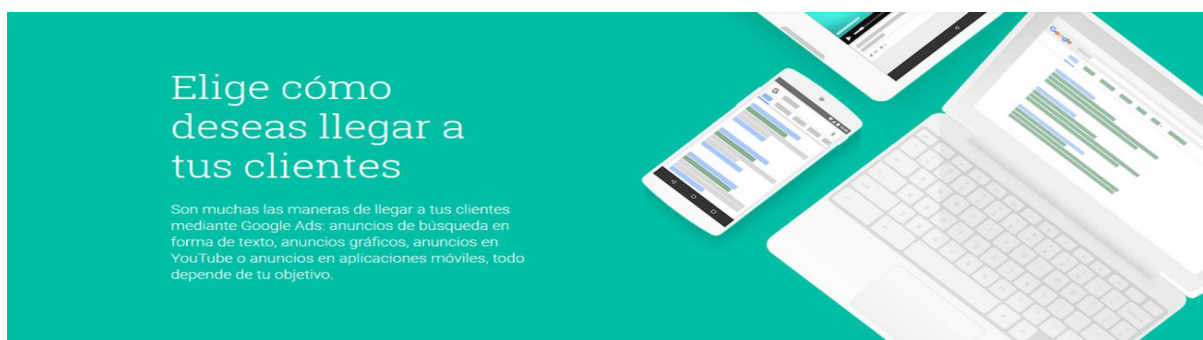 Elige cómo
deseas llegar a
tus clientes
Son muchas las maneras de llegar a tus clientes
mediante Google Ads: anuncios de búsqueda en
forma de texto, anuncios gráficos, anuncios en
YouTube o anuncios en aplicaciones móviles, todo
depende de tu objetivo.
Google